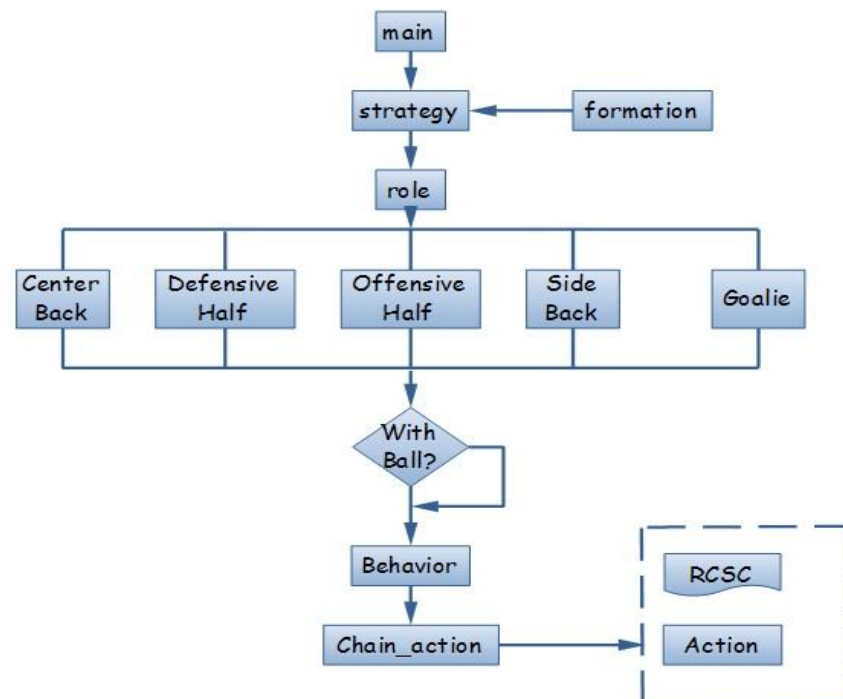 main
strategy
formation
role
Center
Back
Defensive
Half
Offensive
Half
Side
Back
Goalie
With
Ball?
Behavior
RCSC
Chain_action
Action